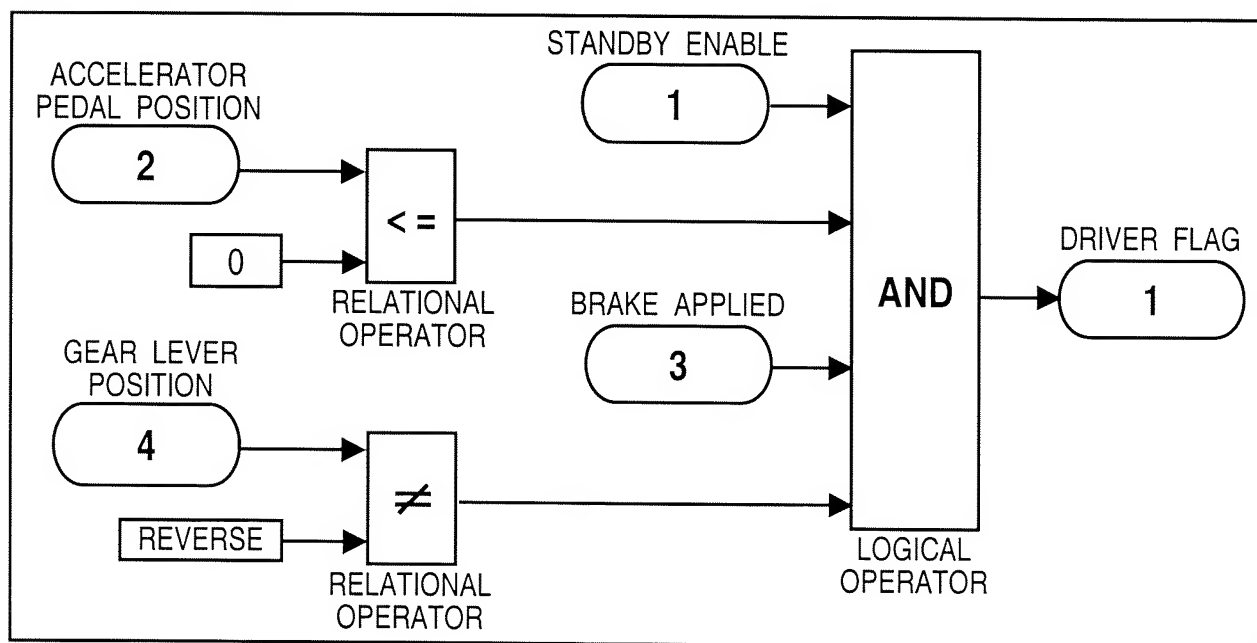 STANDBY ENABLE
1
ACCELERATOR
PEDAL POSITION
2
<=
0
RELATIONAL
OPERATOR
BRAKE APPLIED
3
GEAR LEVER
POSITION
4
≠
REVERSE
RELATIONAL
OPERATOR
AND
LOGICAL
OPERATOR
DRIVER FLAG
1